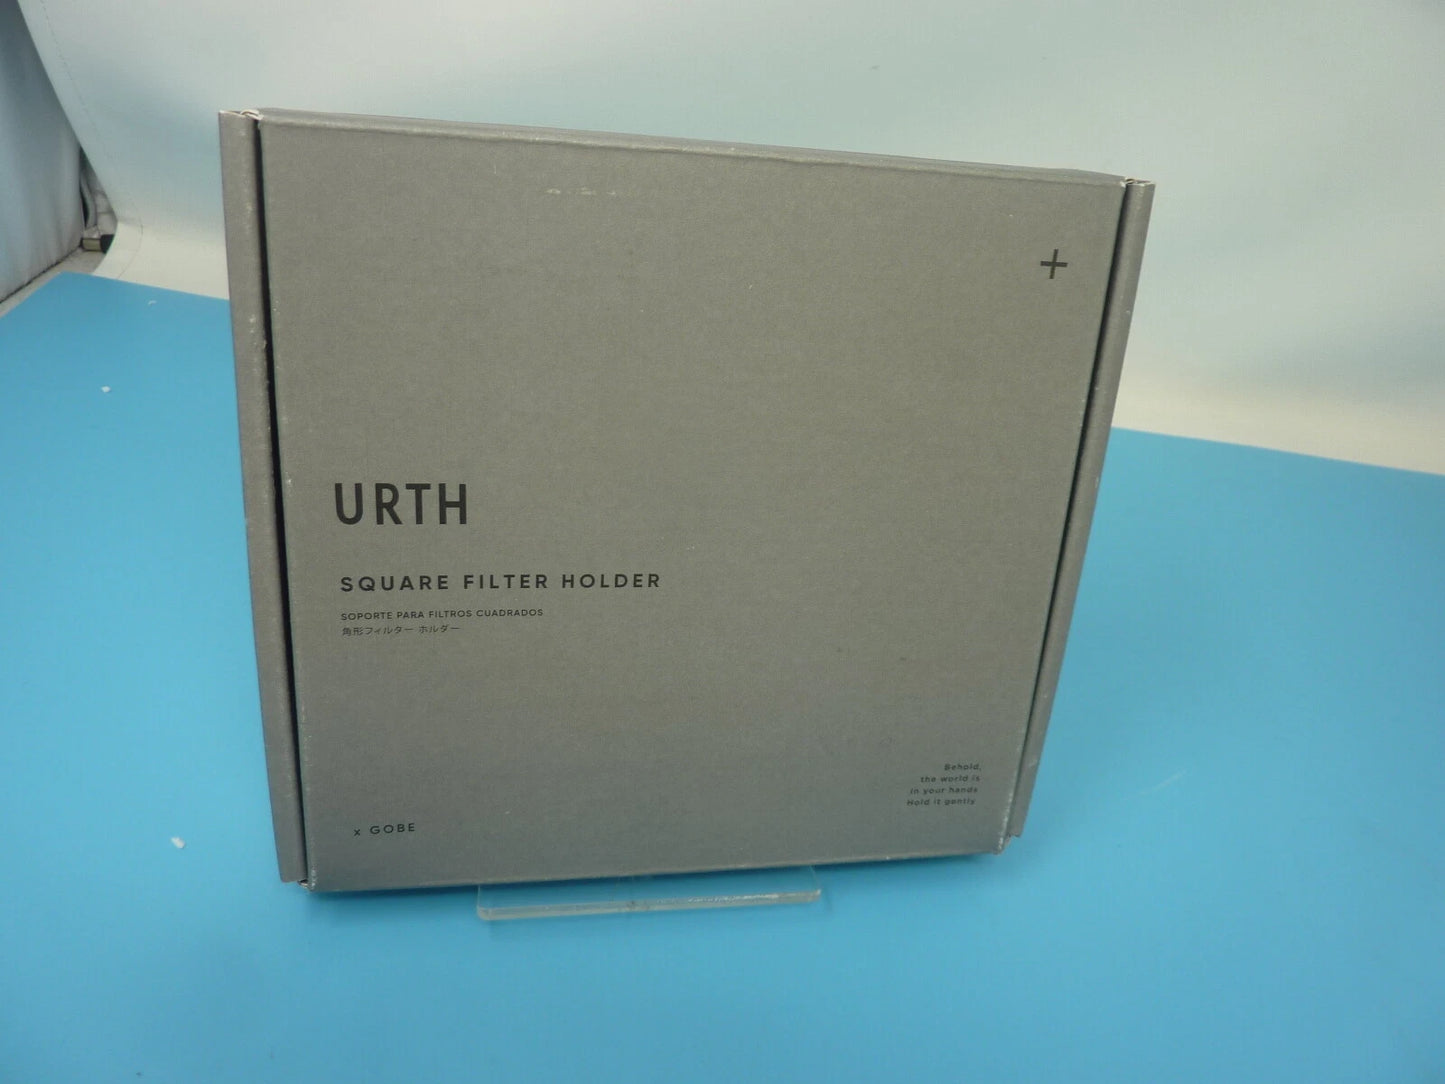 +
URTH
SQUARE FILTER HOLDER
SOPORTE PARA FILTROS CUADRADOS
角形フィルター ホルダー
Behold,
the world is
in your hands
Hold it gently
x GOBE